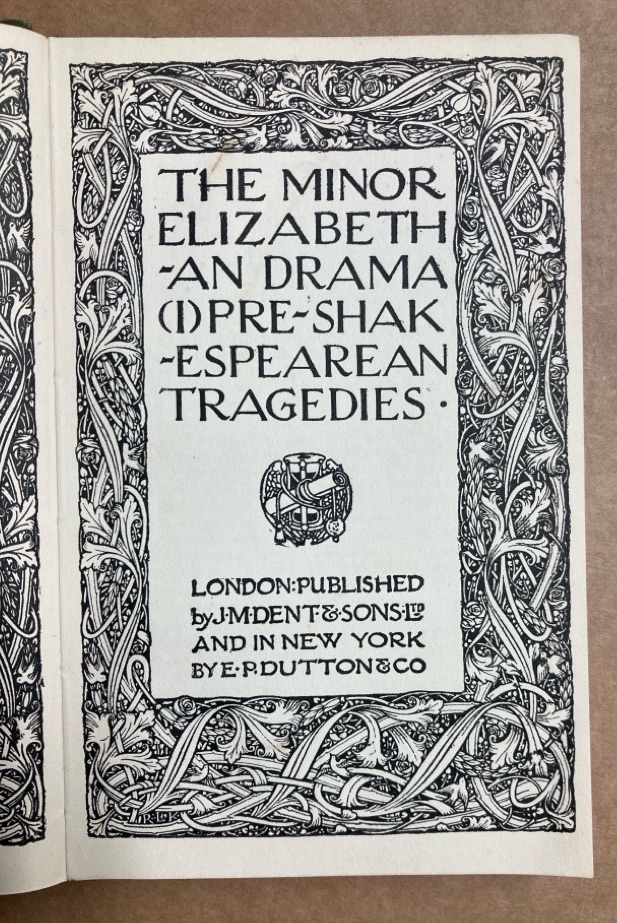 THE MINOR
ELIZABETH
-AN DRAMA
(I) PRE-SHAK
-ESPEAREAN
TRAGEDIES ·
LONDON:PUBLISHED
by J·M·DENT·&·SONS·LTD
AND IN NEW YORK
BY E·P·DUTTON & CO